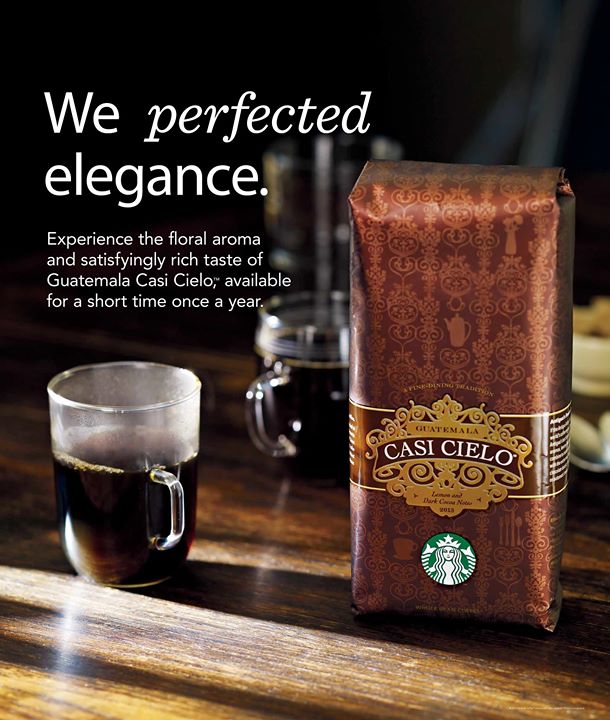 We perfected
elegance.
Experience the floral aroma
and satisfyingly rich taste of
Guatemala Casi Cielo,™ available
for a short time once a year.
A FINE-DINING TRADITION
GUATEMALA
CASI CIELO
Lemon and
Dark Cocoa Notes
2013
WHOLE BEAN COFFEE